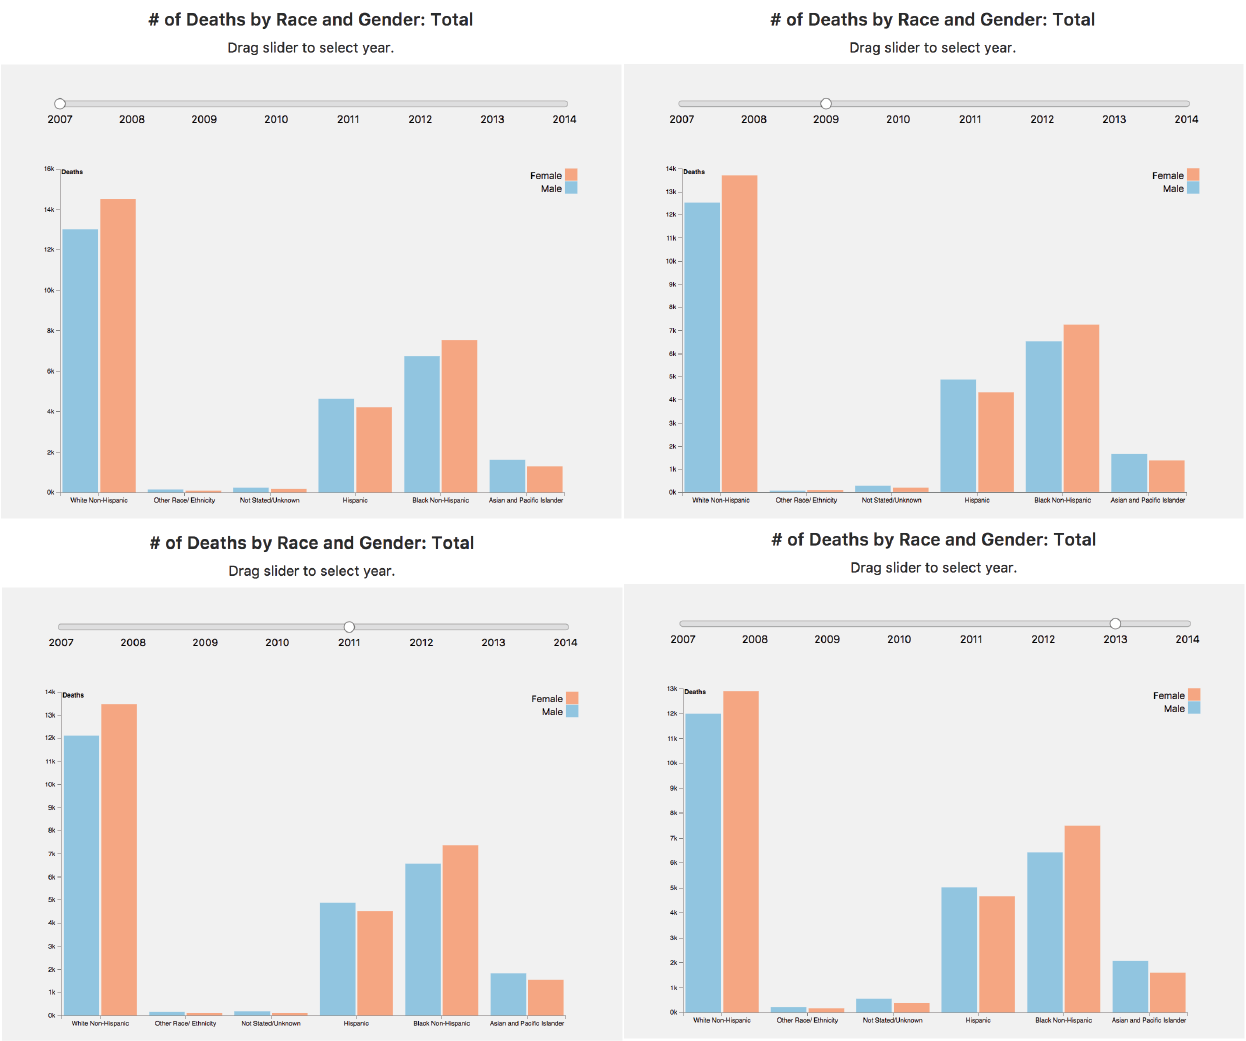 # of Deaths by Race and Gender: Total
Drag slider to select year.
2007 2008 2009 2010 2011 2012 2013 2014
Deaths
Female
Male
16k
14k
12k
10k
8k
6k
4k
2k
0k
White Non-Hispanic Other Race/ Ethnicity Not Stated/Unknown Hispanic Black Non-Hispanic Asian and Pacific Islander
# of Deaths by Race and Gender: Total
Drag slider to select year.
2007 2008 2009 2010 2011 2012 2013 2014
Deaths
Female
Male
14k
13k
12k
11k
10k
9k
8k
7k
6k
5k
4k
3k
2k
1k
0k
White Non-Hispanic Other Race/ Ethnicity Not Stated/Unknown Hispanic Black Non-Hispanic Asian and Pacific Islander
# of Deaths by Race and Gender: Total
Drag slider to select year.
2007 2008 2009 2010 2011 2012 2013 2014
Deaths
Female
Male
14k
13k
12k
11k
10k
9k
8k
7k
6k
5k
4k
3k
2k
1k
0k
White Non-Hispanic Other Race/ Ethnicity Not Stated/Unknown Hispanic Black Non-Hispanic Asian and Pacific Islander
# of Deaths by Race and Gender: Total
Drag slider to select year.
2007 2008 2009 2010 2011 2012 2013 2014
Deaths
Female
Male
13k
12k
11k
10k
9k
8k
7k
6k
5k
4k
3k
2k
1k
0k
White Non-Hispanic Other Race/ Ethnicity Not Stated/Unknown Hispanic Black Non-Hispanic Asian and Pacific Islander